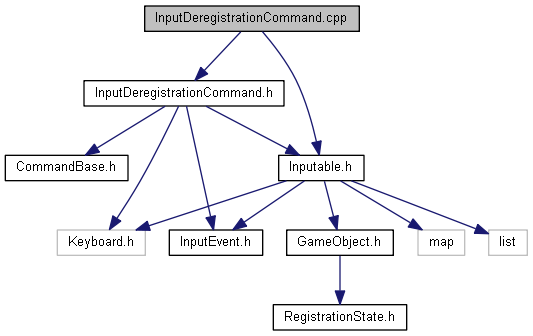 InputDeregistrationCommand.cpp
InputDeregistrationCommand.h
CommandBase.h
Inputable.h
Keyboard.h
InputEvent.h
GameObject.h
map
list
RegistrationState.h